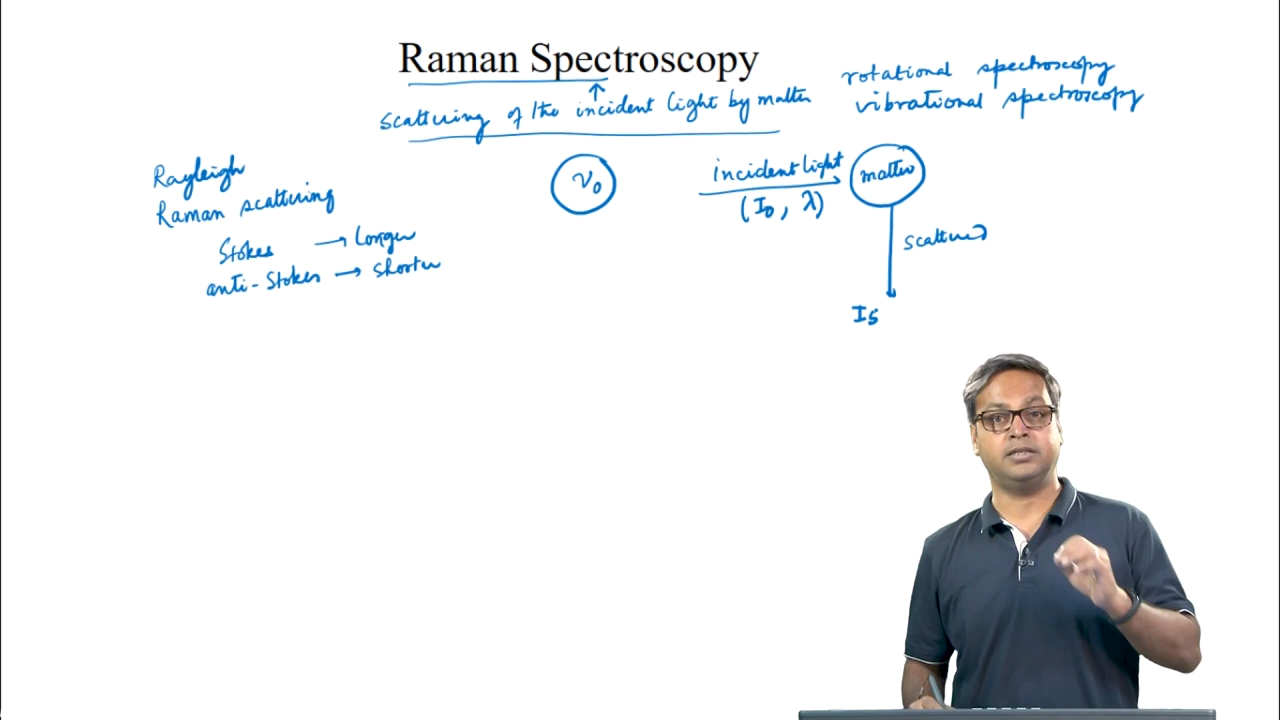 Raman Spectroscopy
scattering of the incident light by matter
rotational spectroscopy
vibrational spectroscopy
Rayleigh
Raman scattering
Stokes → Longer
anti-Stokes → shorter
ν₀
incident light
(I₀, λ)
matter
scattered
Is